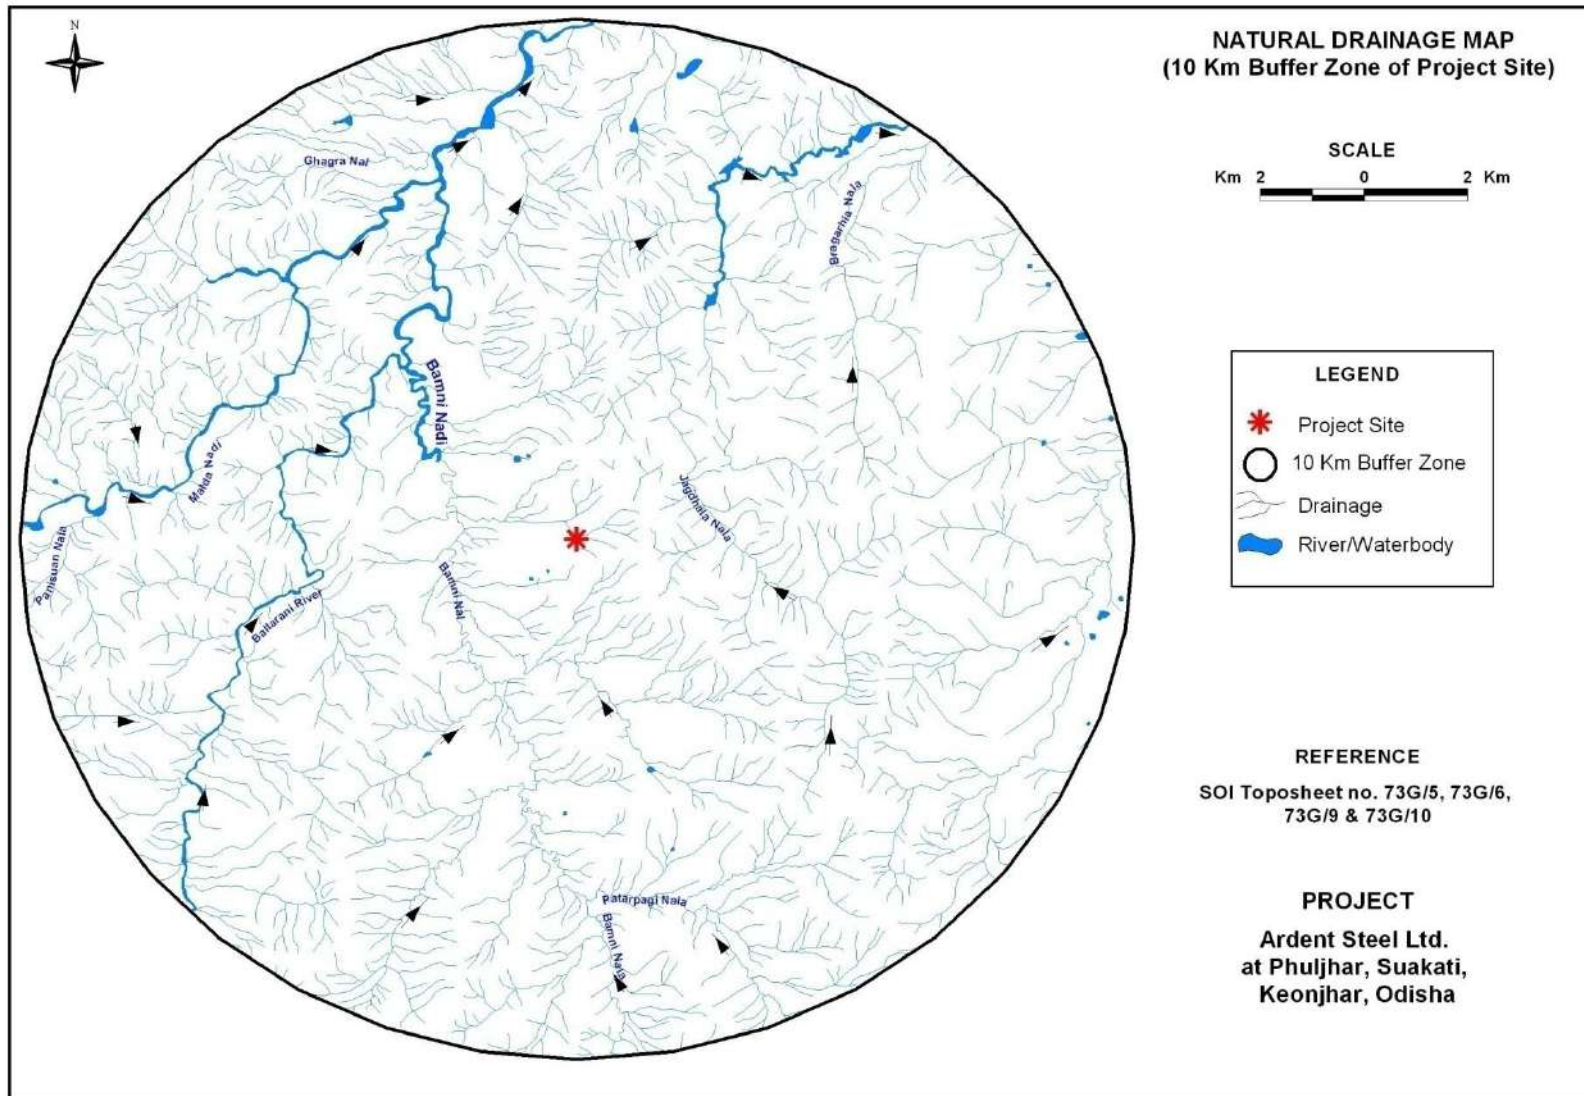 N
NATURAL DRAINAGE MAP
(10 Km Buffer Zone of Project Site)
SCALE
Km 2 0 2 Km
Ghagra Nal
Bragarhia Nala
Bamni Nadi
LEGEND
Project Site
10 Km Buffer Zone
Drainage
River/Waterbody
Malda Nadi
Jagdhala Nala
Panisuan Nala
Bamni Nal
Baitarani River
REFERENCE
SOI Toposheet no. 73G/5, 73G/6,
73G/9 & 73G/10
Patarpagi Nala
Bamni Nala
PROJECT
Ardent Steel Ltd.
at Phuljhar, Suakati,
Keonjhar, Odisha